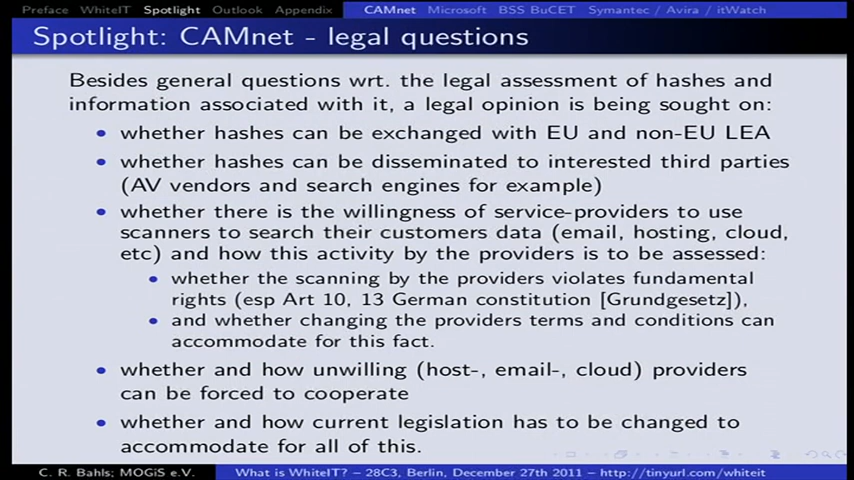 Preface WhiteIT Spotlight Outlook Appendix CAMnet Microsoft BSS BuCET Symantec / Avira / itWatch
Spotlight: CAMnet - legal questions
Besides general questions wrt. the legal assessment of hashes and
information associated with it, a legal opinion is being sought on:
• whether hashes can be exchanged with EU and non-EU LEA
• whether hashes can be disseminated to interested third parties
(AV vendors and search engines for example)
• whether there is the willingness of service-providers to use
scanners to search their customers data (email, hosting, cloud,
etc) and how this activity by the providers is to be assessed:
• whether the scanning by the providers violates fundamental
rights (esp Art 10, 13 German constitution [Grundgesetz]),
• and whether changing the providers terms and conditions can
accommodate for this fact.
• whether and how unwilling (host-, email-, cloud) providers
can be forced to cooperate
• whether and how current legislation has to be changed to
accommodate for all of this.
C. R. Bahls; MOGiS e.V. What is WhiteIT? – 28C3, Berlin, December 27th 2011 – http://tinyurl.com/whiteit